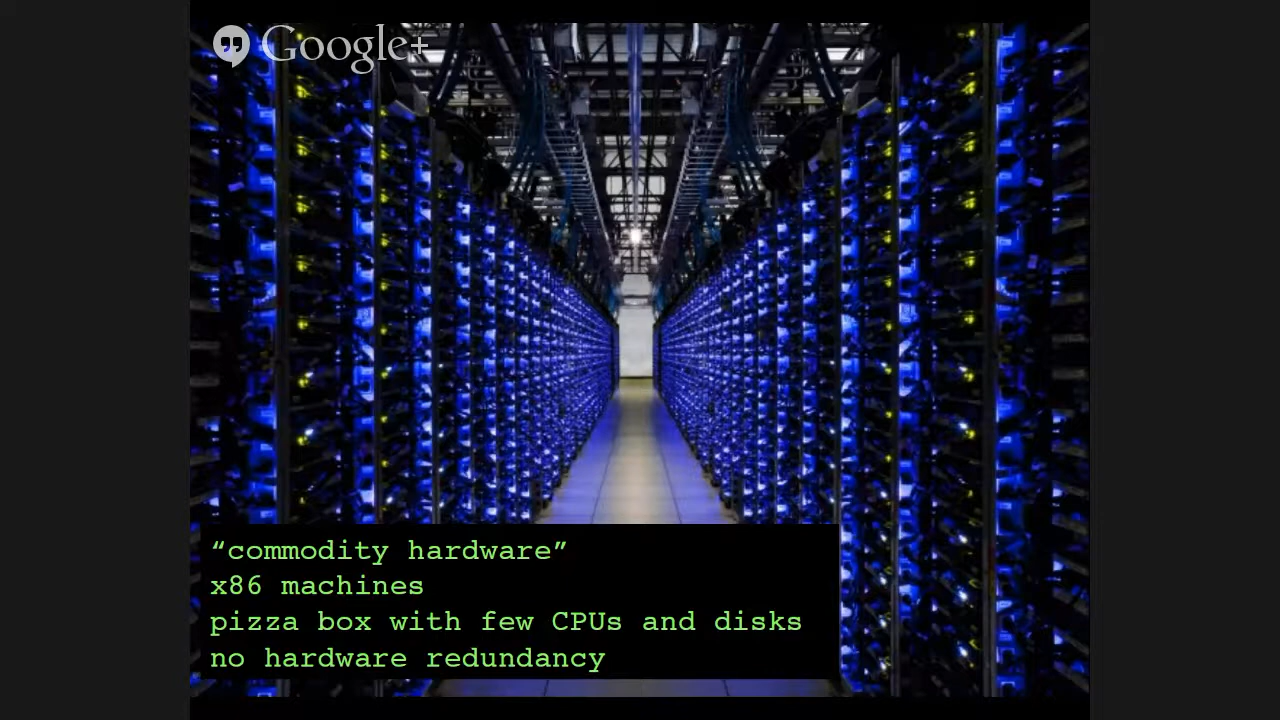 Google+
“commodity hardware”
x86 machines
pizza box with few CPUs and disks
no hardware redundancy